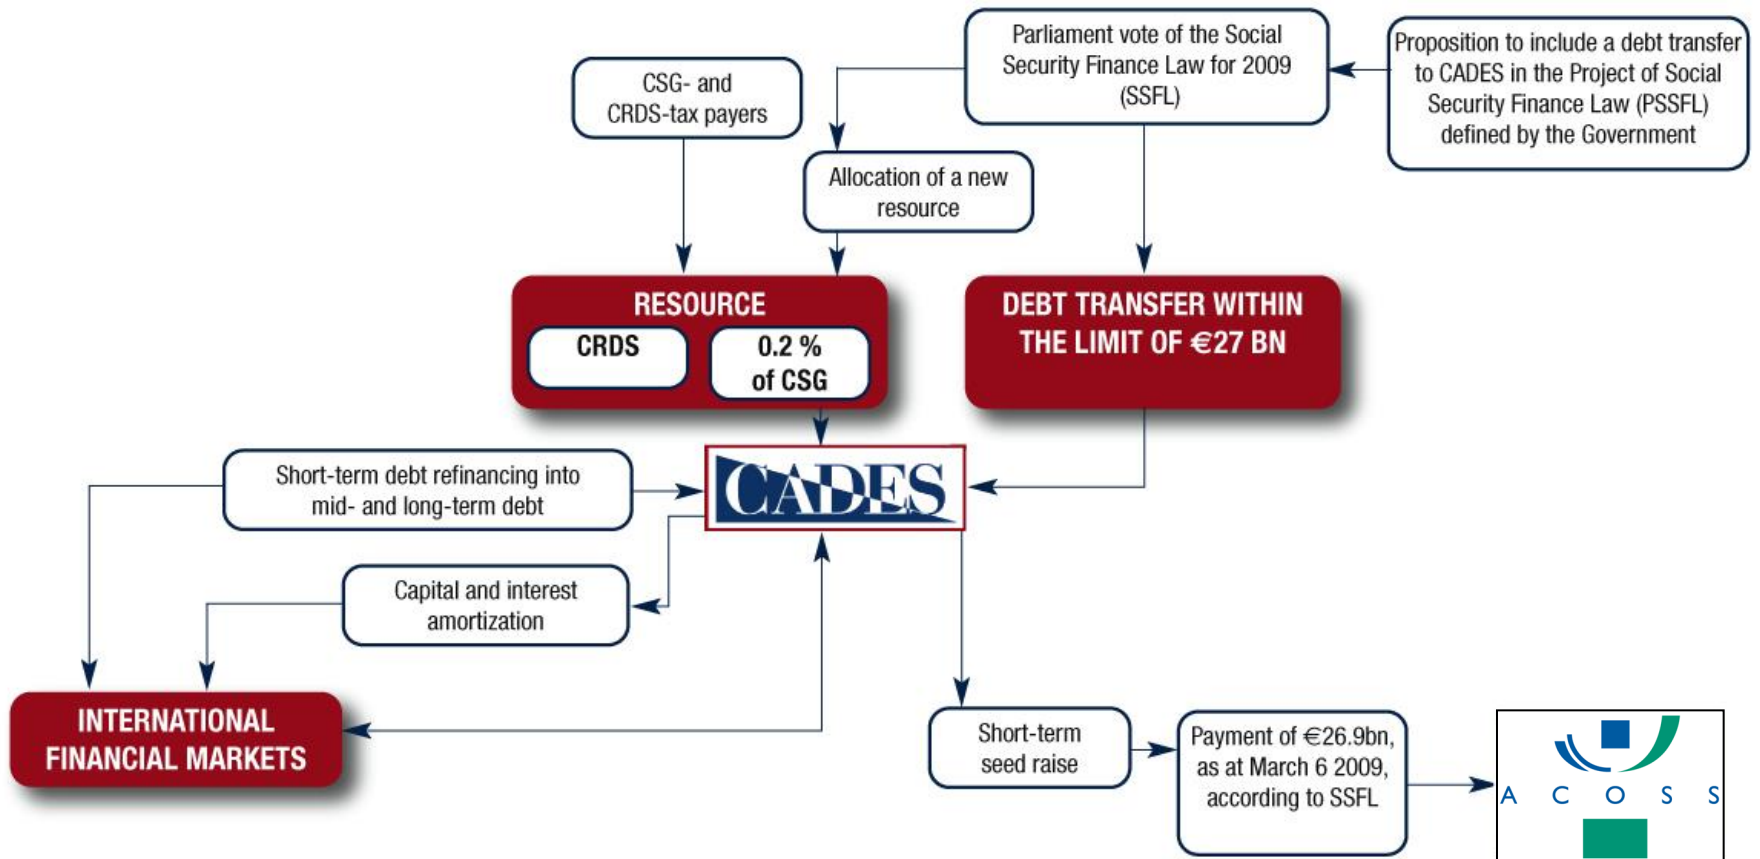 Parliament vote of the Social
Security Finance Law for 2009
(SSFL)
Proposition to include a debt transfer
to CADES in the Project of Social
Security Finance Law (PSSFL)
defined by the Government
CSG- and
CRDS-tax payers
Allocation of a new
resource
RESOURCE
CRDS
0.2 %
of CSG
DEBT TRANSFER WITHIN
THE LIMIT OF €27 BN
Short-term debt refinancing into
mid- and long-term debt
CADES
Capital and interest
amortization
INTERNATIONAL
FINANCIAL MARKETS
Short-term
seed raise
Payment of €26.9bn,
as at March 6 2009,
according to SSFL
A C O S S